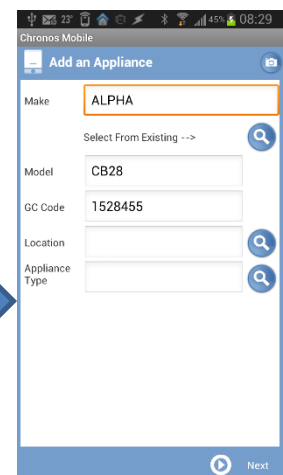 23° 45% 08:29
Chronos Mobile
Add an Appliance
Make ALPHA
Select From Existing -->
Model CB28
GC Code 1528455
Location
Appliance
Type
Next